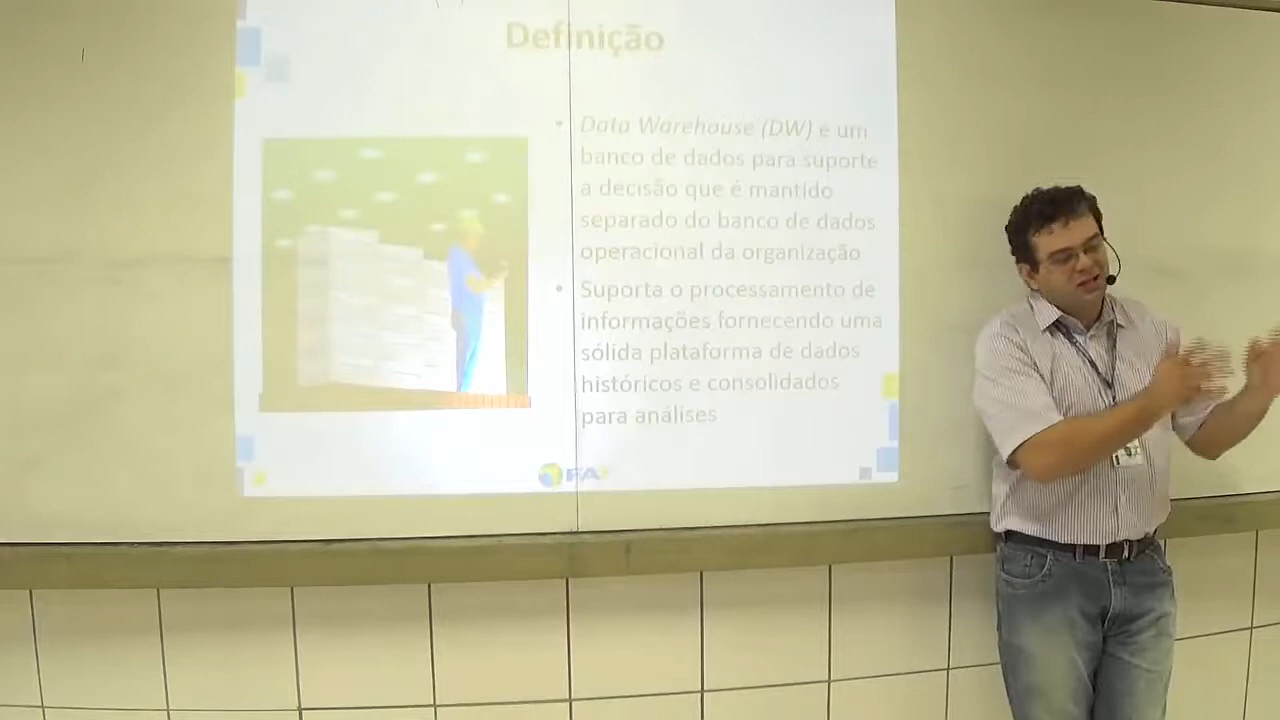 Definição
• Data Warehouse (DW) é um
banco de dados para suporte
a decisão que é mantido
separado do banco de dados
operacional da organização
• Suporta o processamento de
informações fornecendo uma
sólida plataforma de dados
históricos e consolidados
para análises